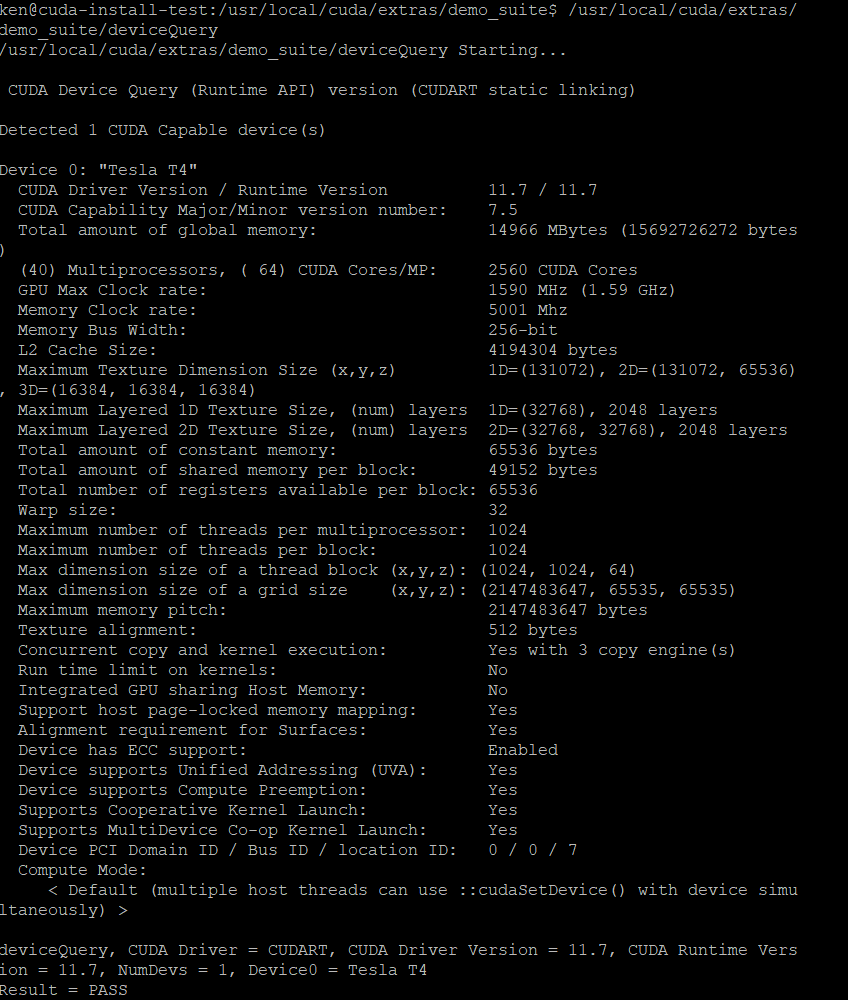 ken@cuda-install-test:/usr/local/cuda/extras/demo_suite$ /usr/local/cuda/extras/
demo_suite/deviceQuery
/usr/local/cuda/extras/demo_suite/deviceQuery Starting...
CUDA Device Query (Runtime API) version (CUDART static linking)
Detected 1 CUDA Capable device(s)
Device 0: "Tesla T4"
CUDA Driver Version / Runtime Version 11.7 / 11.7
CUDA Capability Major/Minor version number: 7.5
Total amount of global memory: 14966 MBytes (15692726272 bytes
)
(40) Multiprocessors, ( 64) CUDA Cores/MP: 2560 CUDA Cores
GPU Max Clock rate: 1590 MHz (1.59 GHz)
Memory Clock rate: 5001 Mhz
Memory Bus Width: 256-bit
L2 Cache Size: 4194304 bytes
Maximum Texture Dimension Size (x,y,z) 1D=(131072), 2D=(131072, 65536)
, 3D=(16384, 16384, 16384)
Maximum Layered 1D Texture Size, (num) layers 1D=(32768), 2048 layers
Maximum Layered 2D Texture Size, (num) layers 2D=(32768, 32768), 2048 layers
Total amount of constant memory: 65536 bytes
Total amount of shared memory per block: 49152 bytes
Total number of registers available per block: 65536
Warp size: 32
Maximum number of threads per multiprocessor: 1024
Maximum number of threads per block: 1024
Max dimension size of a thread block (x,y,z): (1024, 1024, 64)
Max dimension size of a grid size (x,y,z): (2147483647, 65535, 65535)
Maximum memory pitch: 2147483647 bytes
Texture alignment: 512 bytes
Concurrent copy and kernel execution: Yes with 3 copy engine(s)
Run time limit on kernels: No
Integrated GPU sharing Host Memory: No
Support host page-locked memory mapping: Yes
Alignment requirement for Surfaces: Yes
Device has ECC support: Enabled
Device supports Unified Addressing (UVA): Yes
Device supports Compute Preemption: Yes
Supports Cooperative Kernel Launch: Yes
Supports MultiDevice Co-op Kernel Launch: Yes
Device PCI Domain ID / Bus ID / location ID: 0 / 0 / 7
Compute Mode:
< Default (multiple host threads can use ::cudaSetDevice() with device simu
ltaneously) >
deviceQuery, CUDA Driver = CUDART, CUDA Driver Version = 11.7, CUDA Runtime Vers
ion = 11.7, NumDevs = 1, Device0 = Tesla T4
Result = PASS